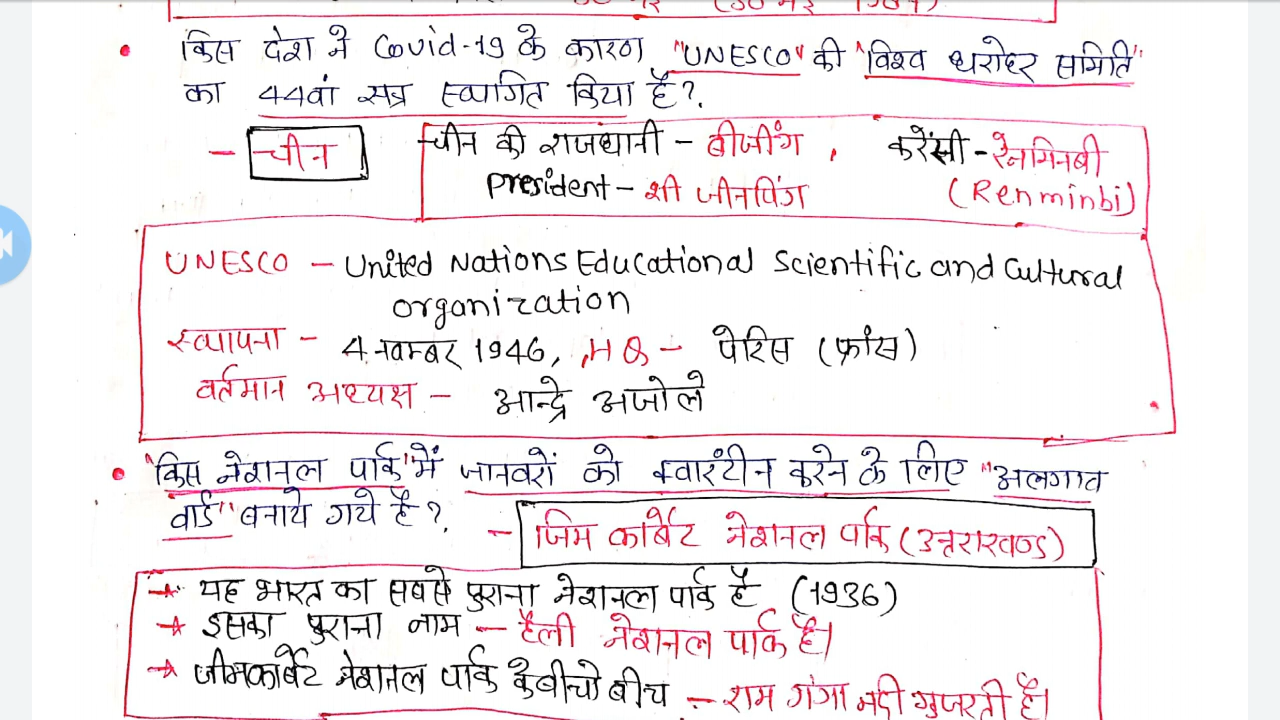 किस देश ने Covid-19 के कारण "UNESCO" की "विश्व धरोहर समिति"
का 44वां सत्र स्थगित किया है?
- चीन
चीन की राजधानी - बीजींग , करेंसी - रेनमिनबी
President - शी जीनपिंग (Renminbi)
UNESCO - United Nations Educational Scientific and Cultural
organization
स्थापना - 4 नवम्बर 1946, HQ - पेरिस (फ्रांस)
वर्तमान अध्यक्ष - आन्द्रे अजोले
"किस नेशनल पार्क" में जानवरों को क्वारंटीन करने के लिए "अलगाव
वार्ड" बनाये गये है?
- जिम कार्बेट नेशनल पार्क (उत्तराखण्ड)
→ यह भारत का सबसे पुराना नेशनल पार्क है (1936)
→ इसका पुराना नाम - हैली नेशनल पार्क है।
→ जीमकार्बेट नेशनल पार्क के बीचो बीच - राम गंगा नदी गुजरती है।